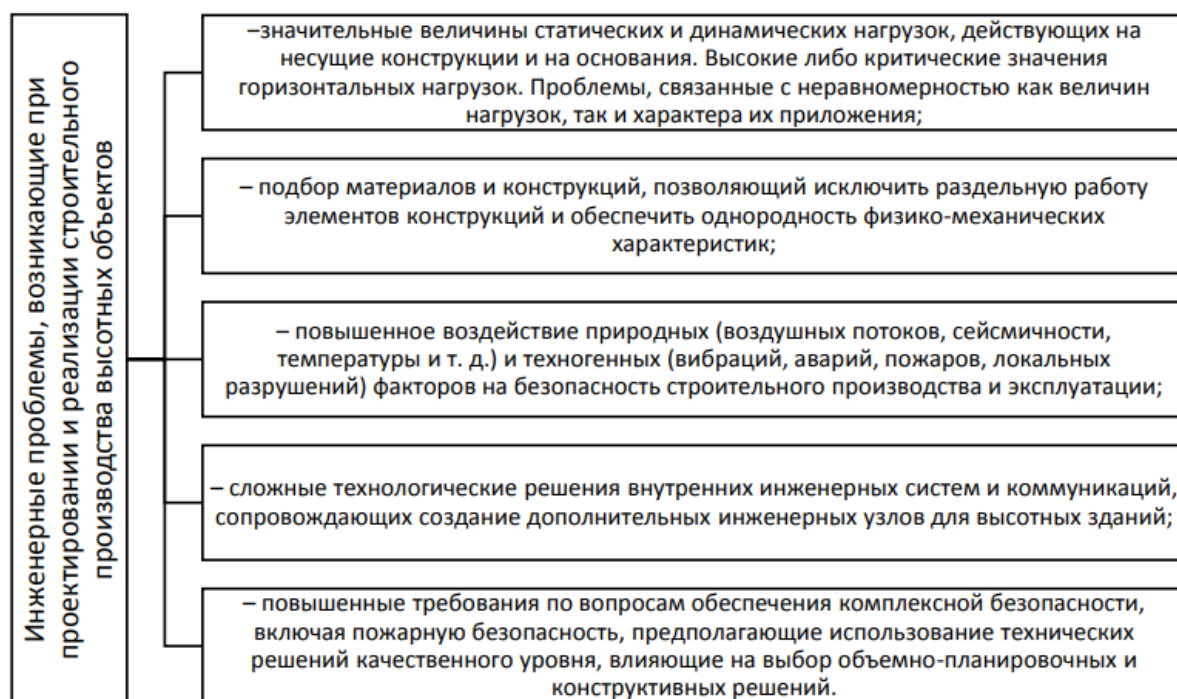 Инженерные проблемы, возникающие при
проектировании и реализации строительного
производства высотных объектов
–значительные величины статических и динамических нагрузок, действующих на
несущие конструкции и на основания. Высокие либо критические значения
горизонтальных нагрузок. Проблемы, связанные с неравномерностью как величин
нагрузок, так и характера их приложения;
– подбор материалов и конструкций, позволяющий исключить раздельную работу
элементов конструкций и обеспечить однородность физико-механических
характеристик;
– повышенное воздействие природных (воздушных потоков, сейсмичности,
температуры и т. д.) и техногенных (вибраций, аварий, пожаров, локальных
разрушений) факторов на безопасность строительного производства и эксплуатации;
– сложные технологические решения внутренних инженерных систем и коммуникаций,
сопровождающих создание дополнительных инженерных узлов для высотных зданий;
– повышенные требования по вопросам обеспечения комплексной безопасности,
включая пожарную безопасность, предполагающие использование технических
решений качественного уровня, влияющие на выбор объемно-планировочных и
конструктивных решений.